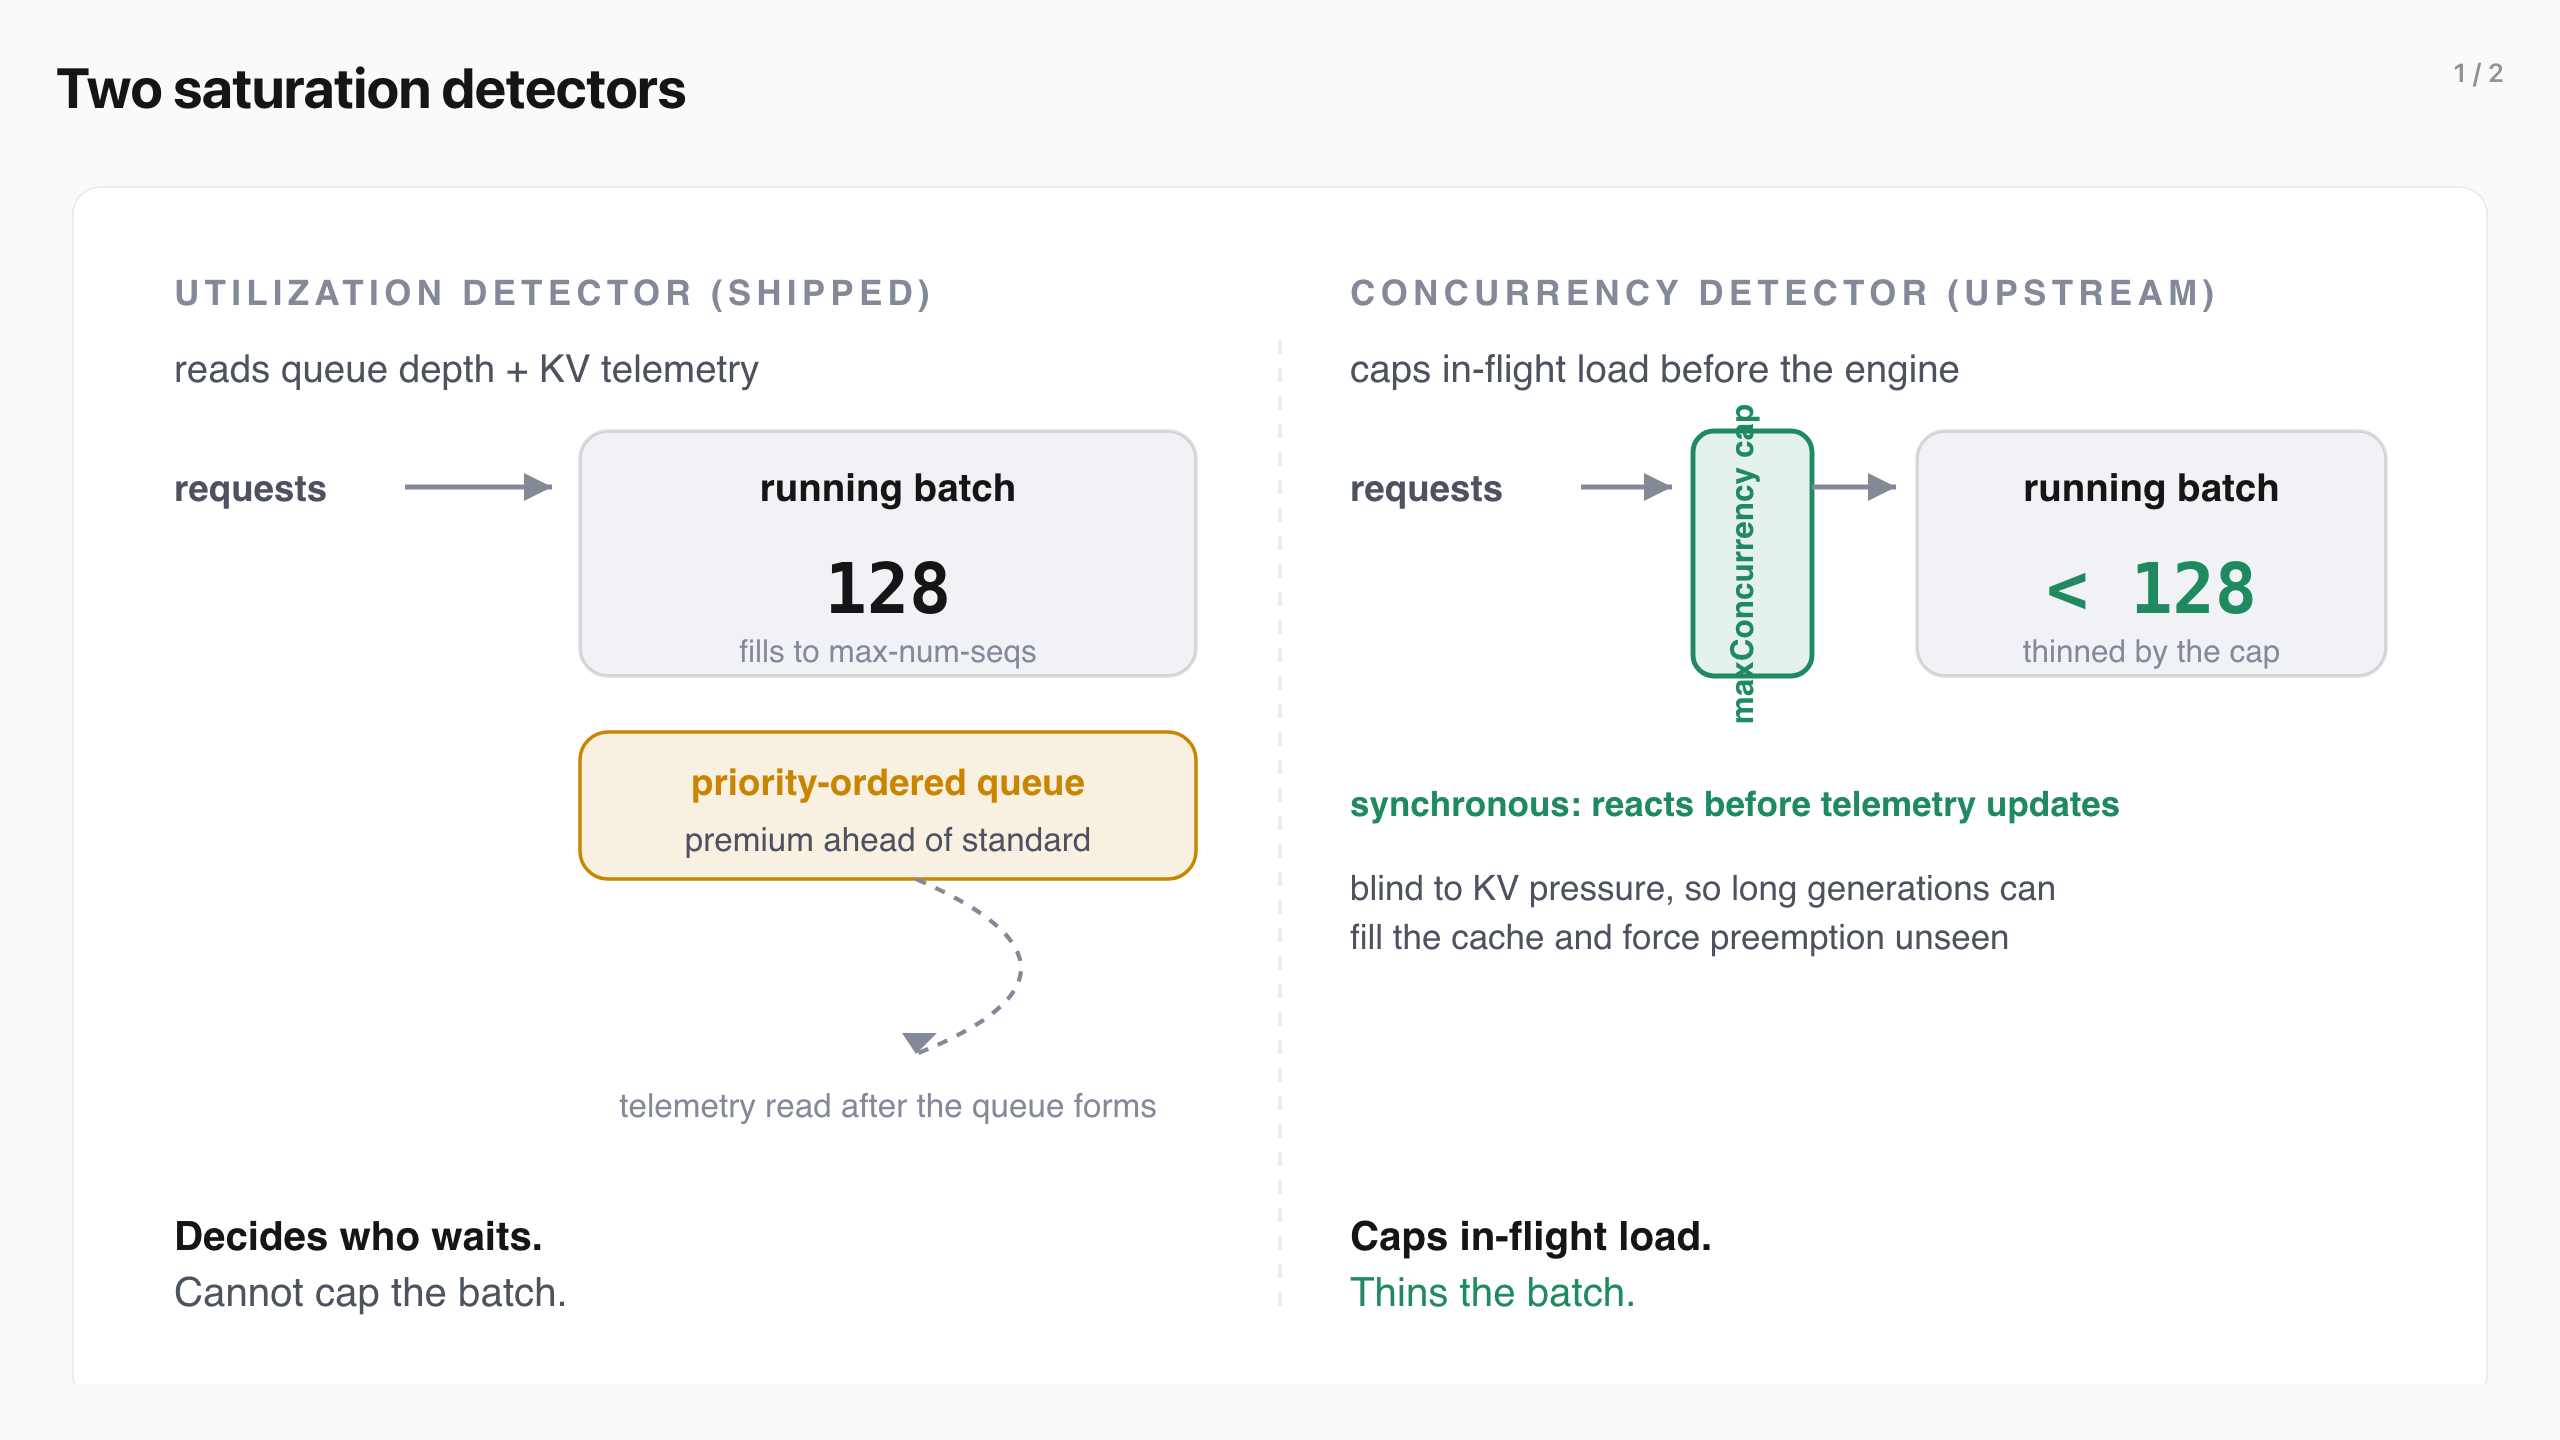 Two saturation detectors
1 / 2
UTILIZATION DETECTOR (SHIPPED)
reads queue depth + KV telemetry
requests
running batch
128
fills to max-num-seqs
priority-ordered queue
premium ahead of standard
telemetry read after the queue forms
Decides who waits.
Cannot cap the batch.
CONCURRENCY DETECTOR (UPSTREAM)
caps in-flight load before the engine
requests
maxConcurrency cap
running batch
< 128
thinned by the cap
synchronous: reacts before telemetry updates
blind to KV pressure, so long generations can
fill the cache and force preemption unseen
Caps in-flight load.
Thins the batch.